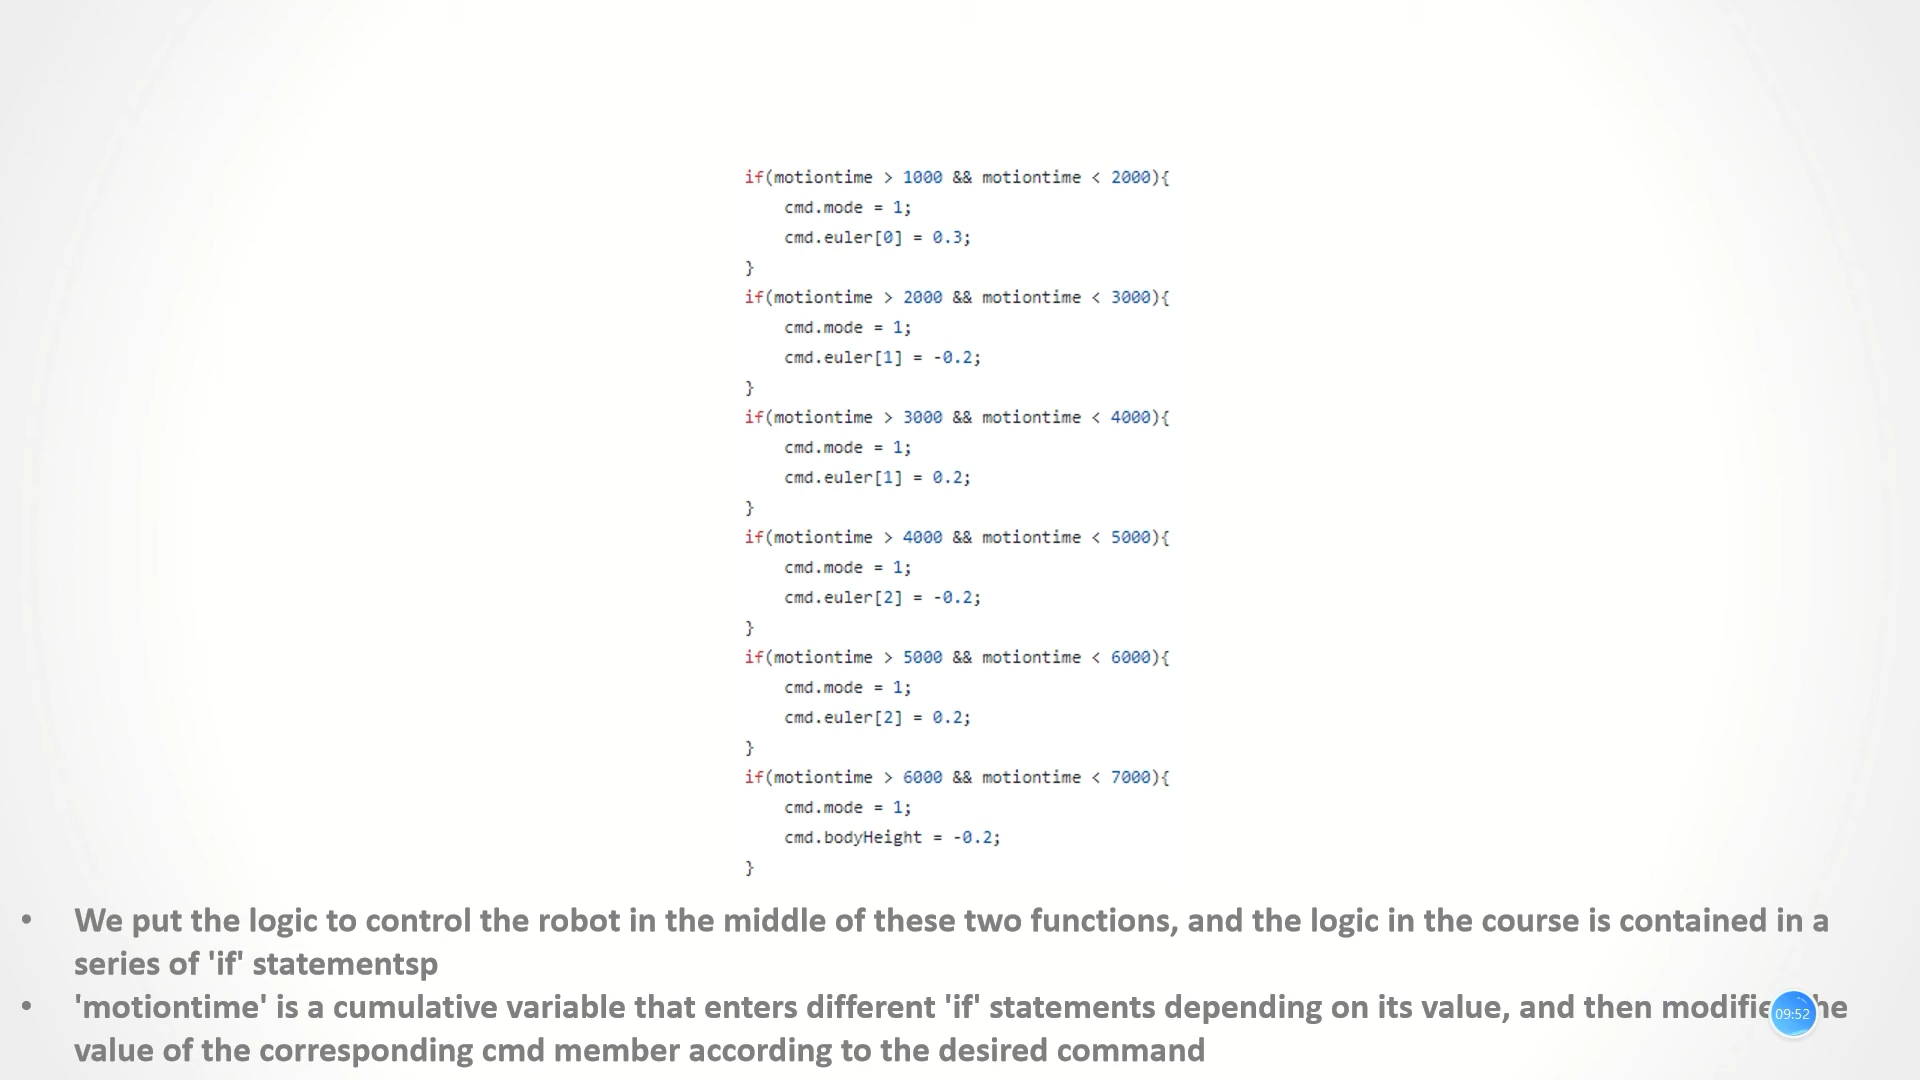 if(motiontime > 1000 && motiontime < 2000){
    cmd.mode = 1;
    cmd.euler[0] = 0.3;
}
if(motiontime > 2000 && motiontime < 3000){
    cmd.mode = 1;
    cmd.euler[1] = -0.2;
}
if(motiontime > 3000 && motiontime < 4000){
    cmd.mode = 1;
    cmd.euler[1] = 0.2;
}
if(motiontime > 4000 && motiontime < 5000){
    cmd.mode = 1;
    cmd.euler[2] = -0.2;
}
if(motiontime > 5000 && motiontime < 6000){
    cmd.mode = 1;
    cmd.euler[2] = 0.2;
}
if(motiontime > 6000 && motiontime < 7000){
    cmd.mode = 1;
    cmd.bodyHeight = -0.2;
}
• We put the logic to control the robot in the middle of these two functions, and the logic in the course is contained in a
series of 'if' statementsp
• 'motiontime' is a cumulative variable that enters different 'if' statements depending on its value, and then modifie he
09:52
value of the corresponding cmd member according to the desired command